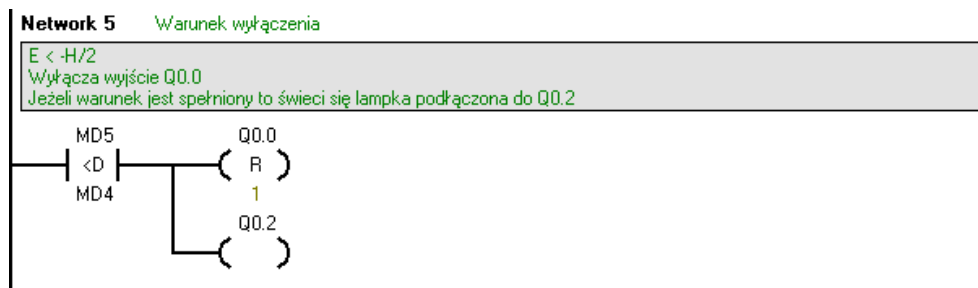 Network 5 Warunek wyłączenia
E < -H/2
Wyłącza wyjście Q0.0
Jeżeli warunek jest spełniony to świeci się lampka podłączona do Q0.2
MD5 Q0.0
<D R
MD4 1
Q0.2